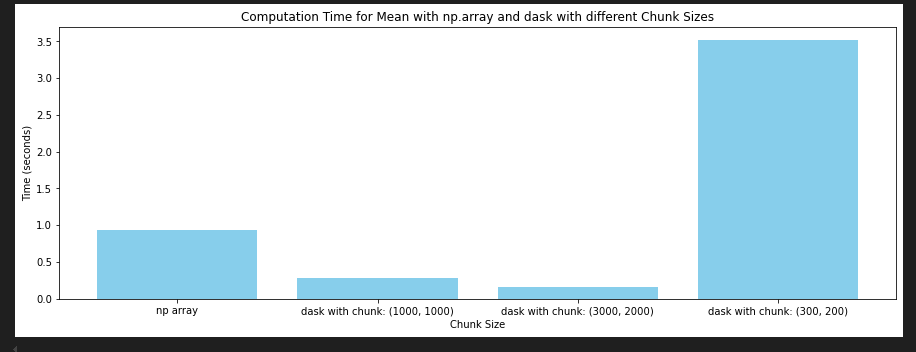 Computation Time for Mean with np.array and dask with different Chunk Sizes
Time (seconds)
3.5
3.0
2.5
2.0
1.5
1.0
0.5
0.0
np array
dask with chunk: (1000, 1000)
dask with chunk: (3000, 2000)
dask with chunk: (300, 200)
Chunk Size